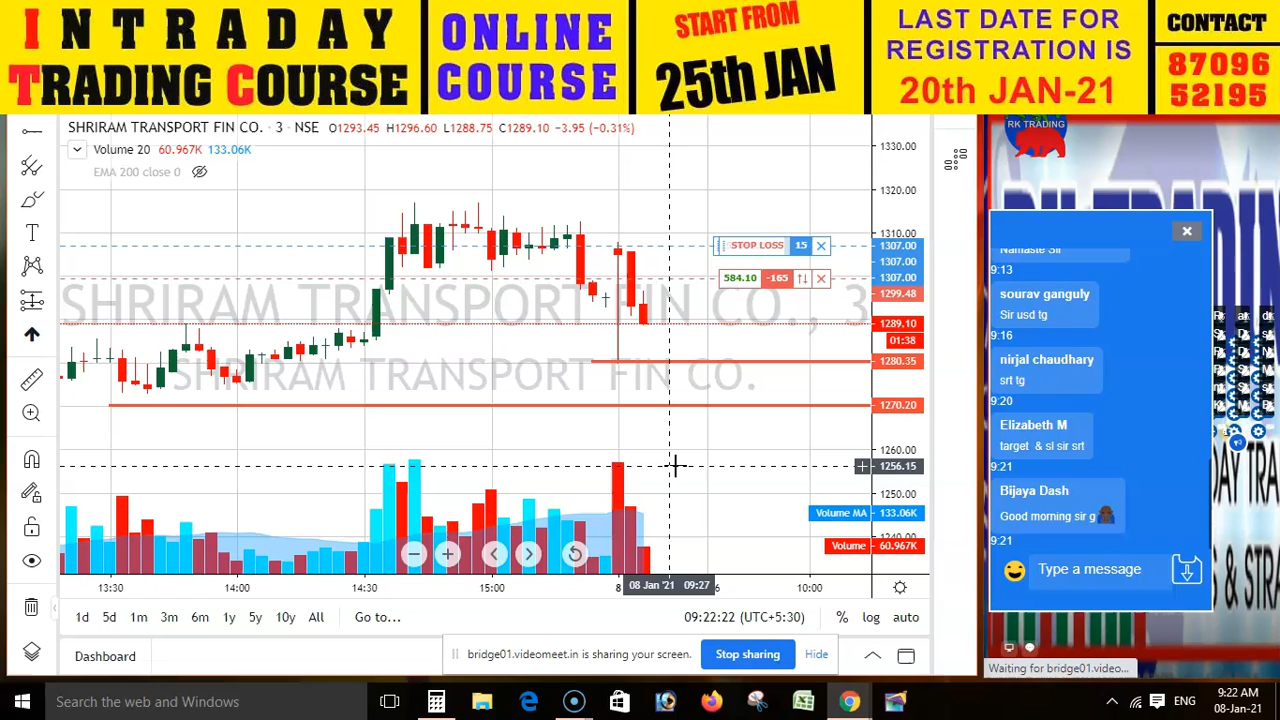 INTRADAY
TRADING COURSE
ONLINE
COURSE
START FROM
25th JAN
LAST DATE FOR
REGISTRATION IS
20th JAN-21
CONTACT
87096
52195
SHRIRAM TRANSPORT FIN CO. · 3 · NSE 293.45 H1296.60 L1288.75 C1289.10 -3.95 (-0.31%)
Volume 20 60.967K 133.06K
EMA 200 close 0
SHRIRAM TRANSPORT FIN CO., 3
SHRIRAM TRANSPORT FIN CO.
STOP LOSS 15
584.10 -165
1330.00
1320.00
1310.00
1307.00
1307.00
1307.00
1299.48
1289.10
01:38
1280.35
1270.20
1260.00
1256.15
1250.00
Volume MA 133.06K
1240.00
Volume 60.967K
13:30 14:00 14:30 15:00 8 08 Jan '21 09:27 10:00
1d 5d 1m 3m 6m 1y 5y 10y All Go to...
09:22:22 (UTC+5:30) % log auto
Dashboard
bridge01.videomeet.in is sharing your screen. Stop sharing Hide
RK TRADING
Namaste Sir
9:13
sourav ganguly
Sir usd tg
9:16
nirjal chaudhary
srt tg
9:20
Elizabeth M
target & sl sir srt
9:21
Bijaya Dash
Good morning sir g
9:21
Type a message
Waiting for bridge01.video...
Search the web and Windows
ENG
9:22 AM
08-Jan-21